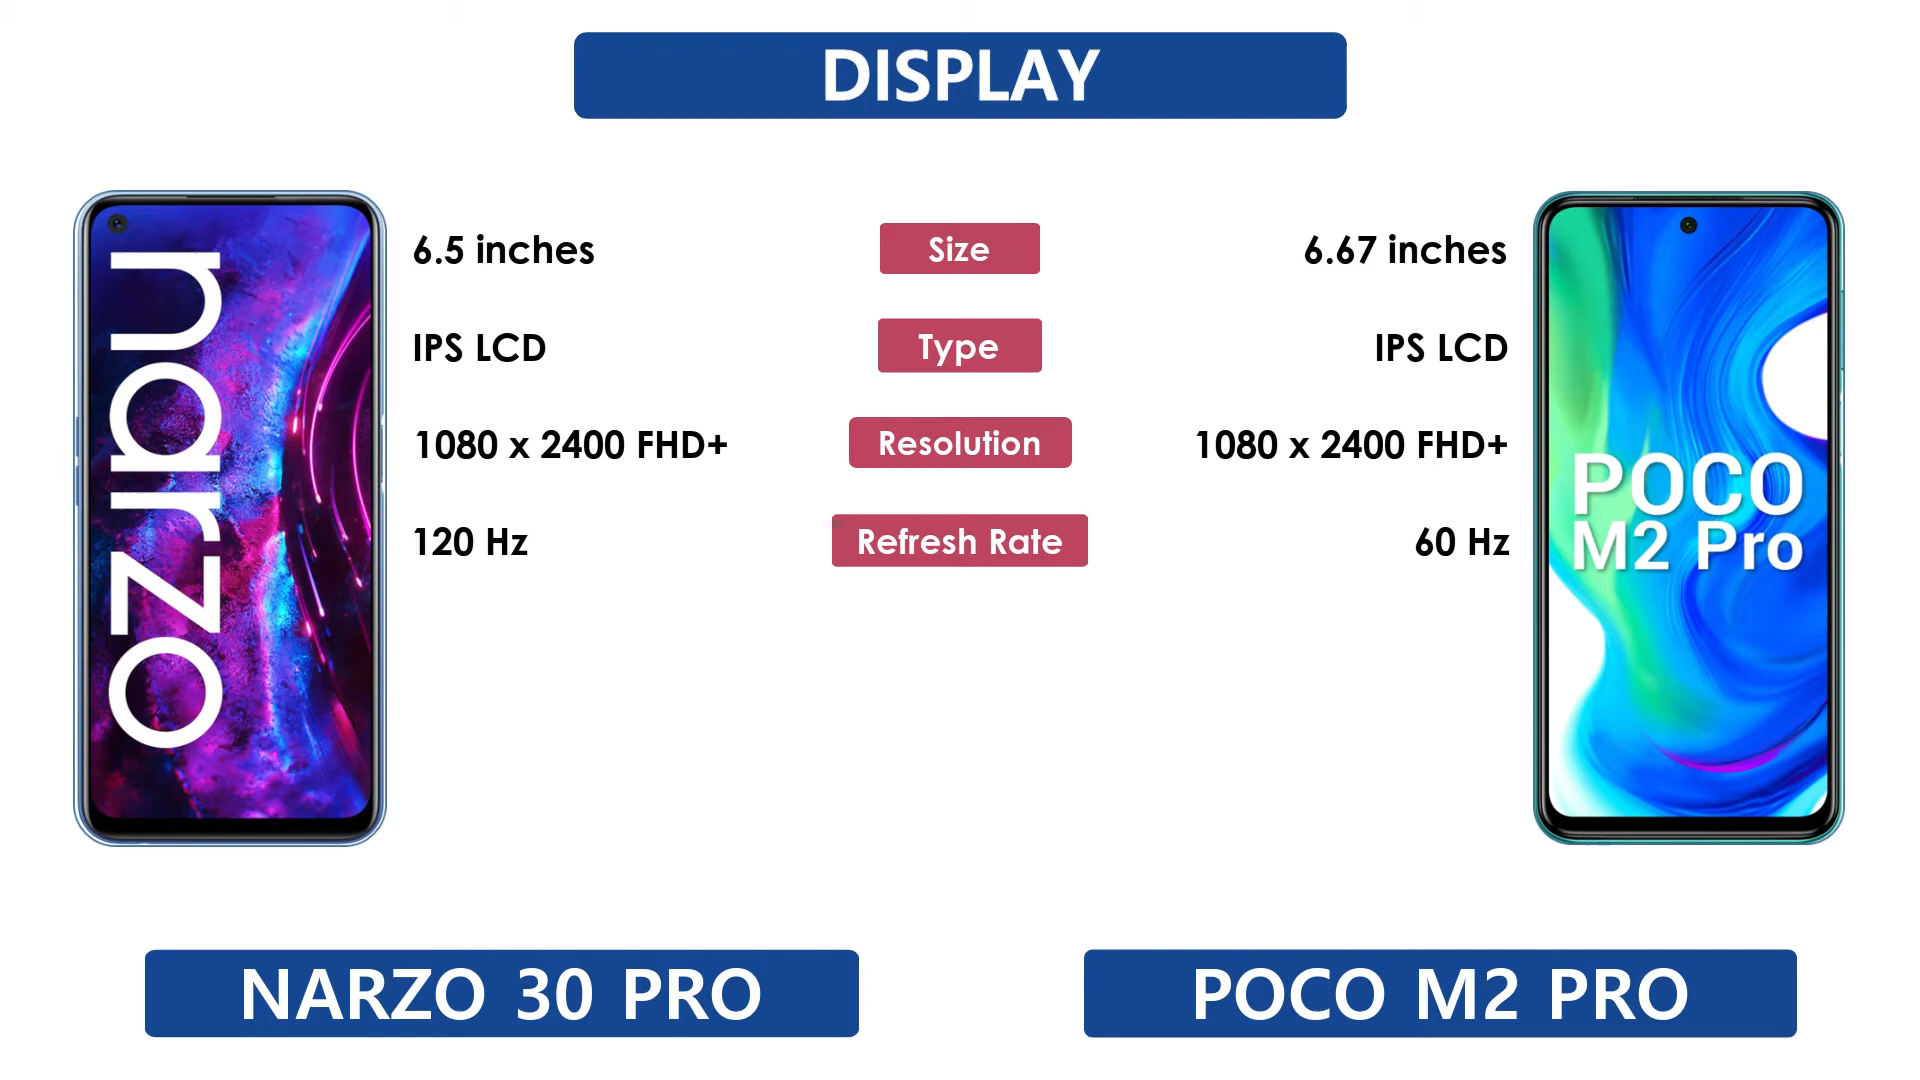 DISPLAY
6.5 inches Size 6.67 inches
IPS LCD Type IPS LCD
1080 x 2400 FHD+ Resolution 1080 x 2400 FHD+
120 Hz Refresh Rate 60 Hz
narzo
POCO
M2 Pro
NARZO 30 PRO POCO M2 PRO